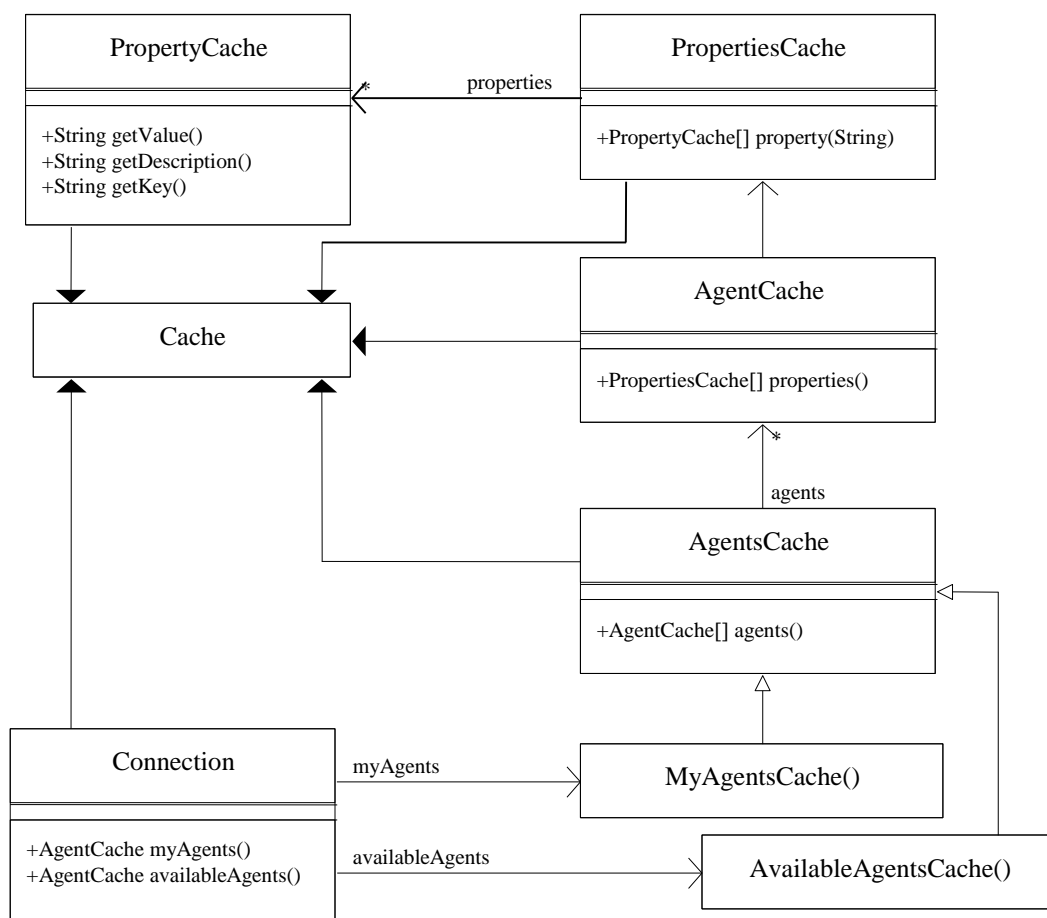 PropertyCache
PropertiesCache
*
properties
+String getValue()
+String getDescription()
+String getKey()
+PropertyCache[] property(String)
AgentCache
Cache
+PropertiesCache[] properties()
*
agents
AgentsCache
+AgentCache[] agents()
Connection
myAgents
MyAgentsCache()
+AgentCache myAgents()
+AgentCache availableAgents()
availableAgents
AvailableAgentsCache()